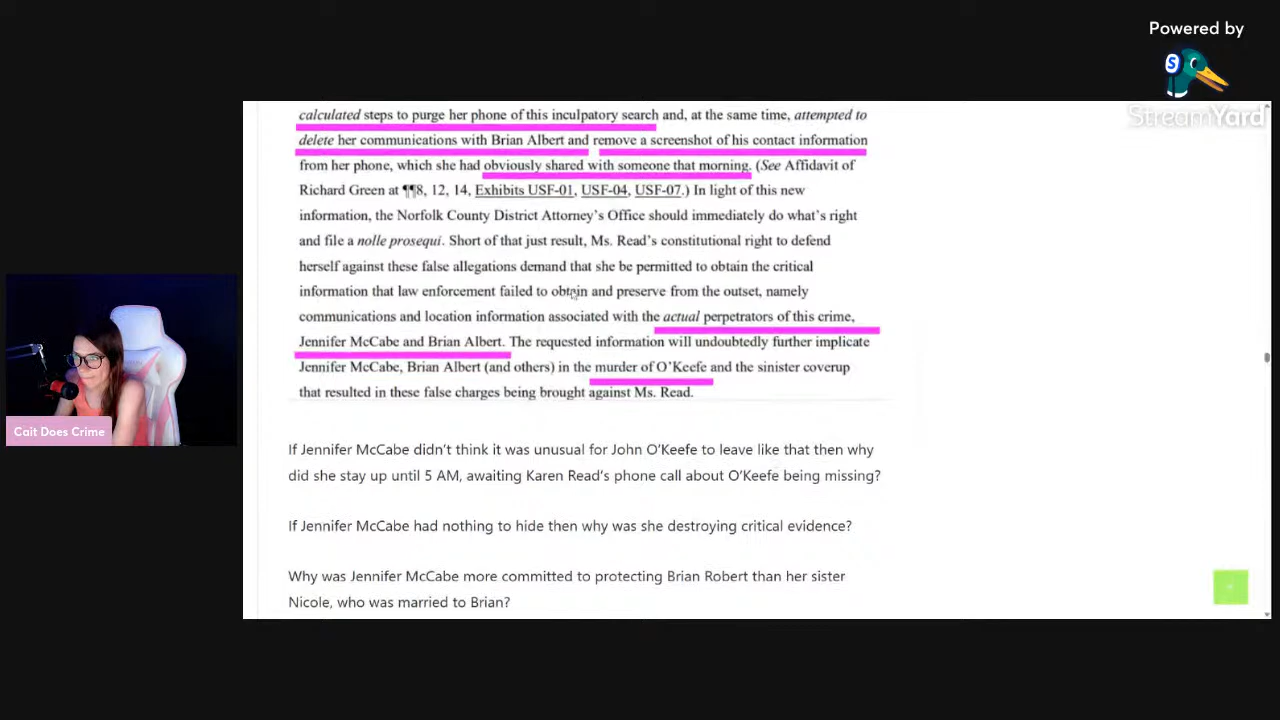 Powered by
S
StreamYard
calculated steps to purge her phone of this inculpatory search and, at the same time, attempted to
delete her communications with Brian Albert and remove a screenshot of his contact information
from her phone, which she had obviously shared with someone that morning. (See Affidavit of
Richard Green at ¶¶8, 12, 14, Exhibits USF-01, USF-04, USF-07.) In light of this new
information, the Norfolk County District Attorney's Office should immediately do what's right
and file a nolle prosequi. Short of that just result, Ms. Read's constitutional right to defend
herself against these false allegations demand that she be permitted to obtain the critical
information that law enforcement failed to obtain and preserve from the outset, namely
communications and location information associated with the actual perpetrators of this crime,
Jennifer McCabe and Brian Albert. The requested information will undoubtedly further implicate
Jennifer McCabe, Brian Albert (and others) in the murder of O'Keefe and the sinister coverup
that resulted in these false charges being brought against Ms. Read.
Cait Does Crime
If Jennifer McCabe didn't think it was unusual for John O'Keefe to leave like that then why
did she stay up until 5 AM, awaiting Karen Read's phone call about O'Keefe being missing?
If Jennifer McCabe had nothing to hide then why was she destroying critical evidence?
Why was Jennifer McCabe more committed to protecting Brian Robert than her sister
Nicole, who was married to Brian?